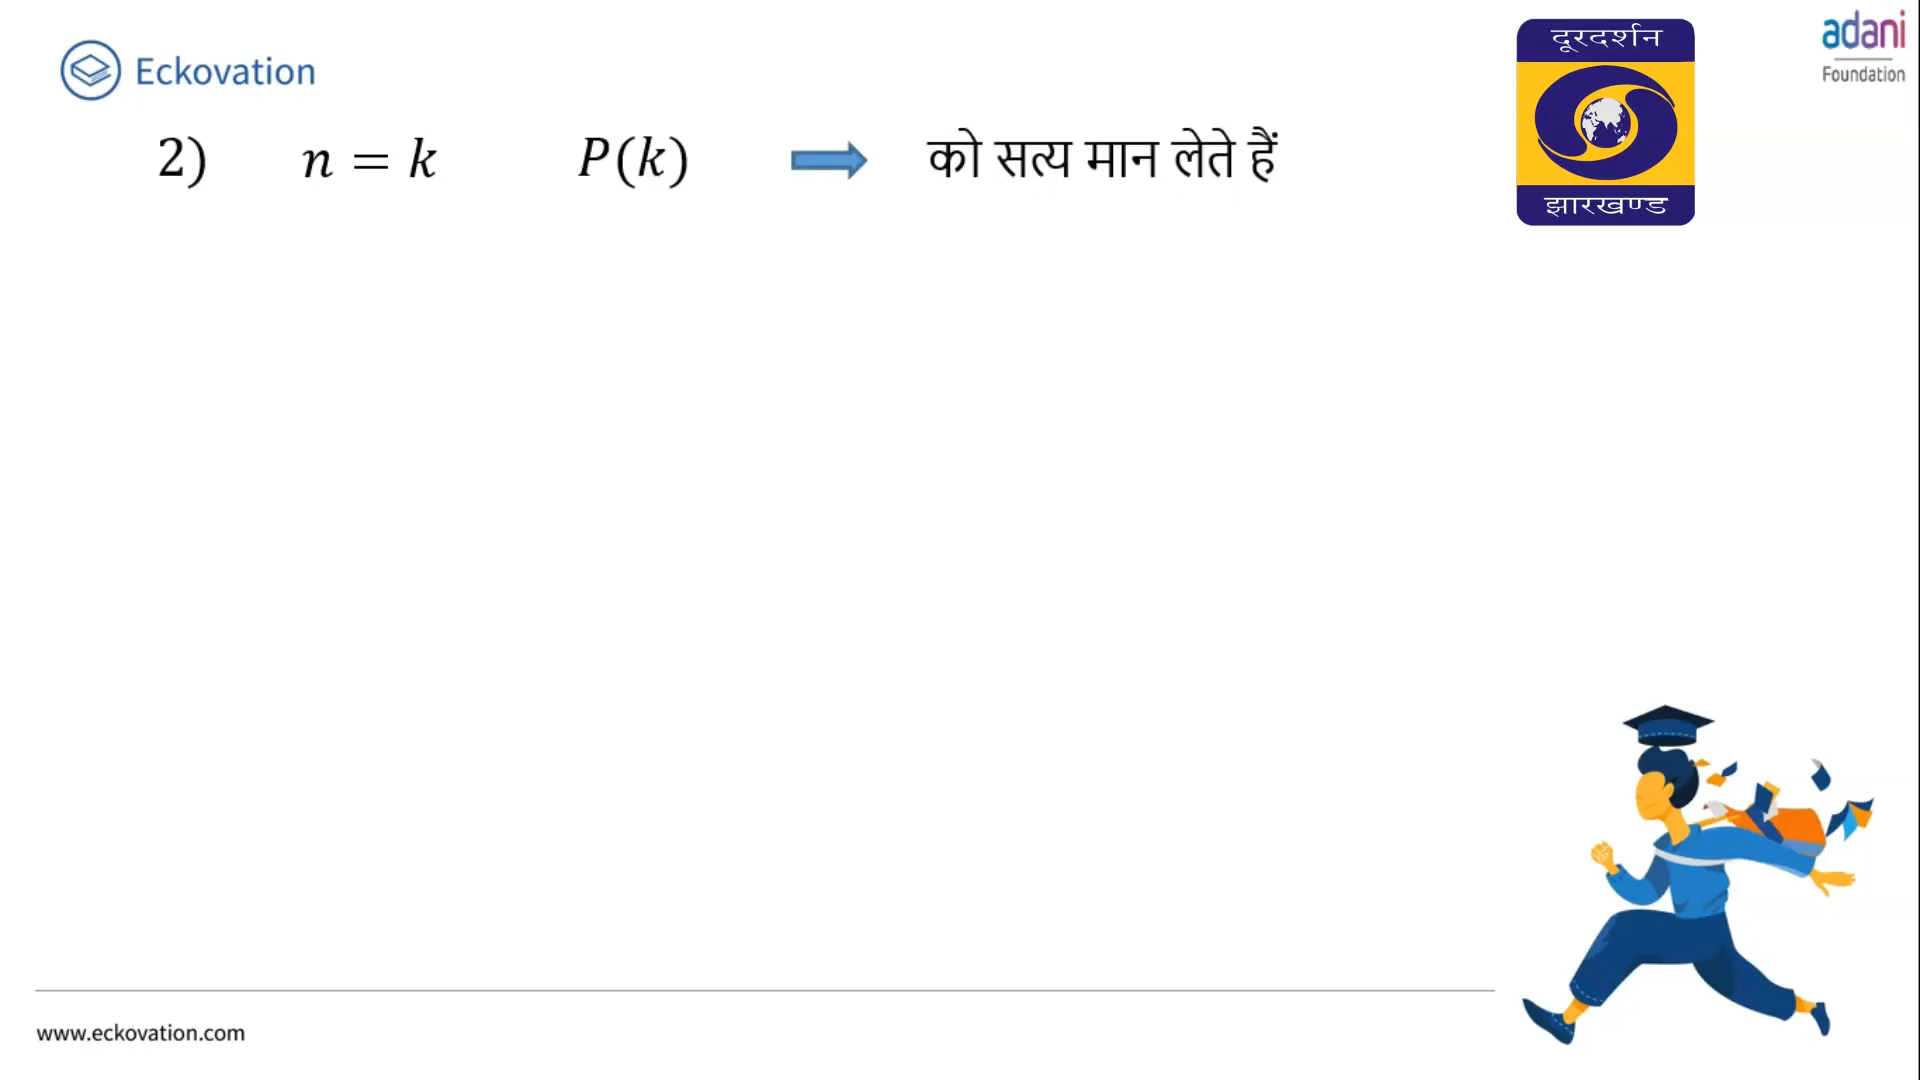 Eckovation
दूरदर्शन
झारखण्ड
adani
Foundation
2) n = k P(k) को सत्य मान लेते हैं
www.eckovation.com